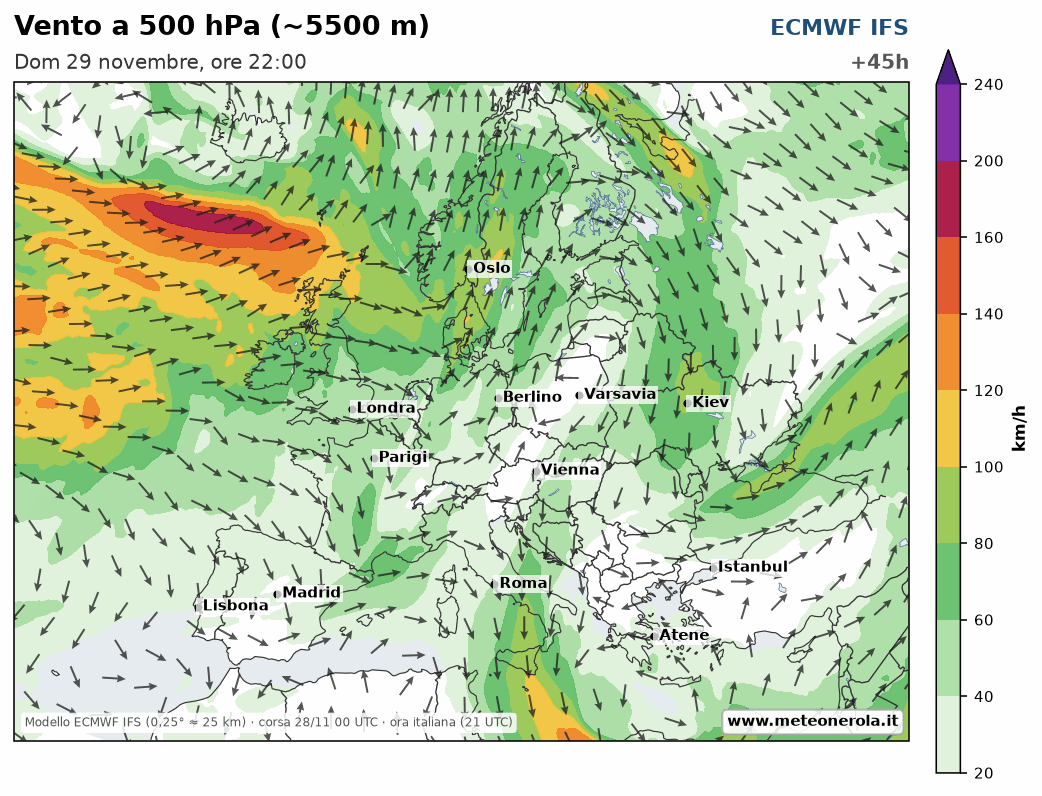 Vento a 500 hPa (~5500 m)
ECMWF IFS
Dom 29 novembre, ore 22:00
+45h
240
200
180
160
140
120
100
80
60
40
20
km/h
Oslo
Berlino
Varsavia
Kiev
Londra
Parigi
Vienna
Istanbul
Roma
Madrid
Lisbona
Atene
Modello ECMWF IFS (0,25° ≈ 25 km) · corsa 28/11 00 UTC · ora italiana (21 UTC)
www.meteonerola.it